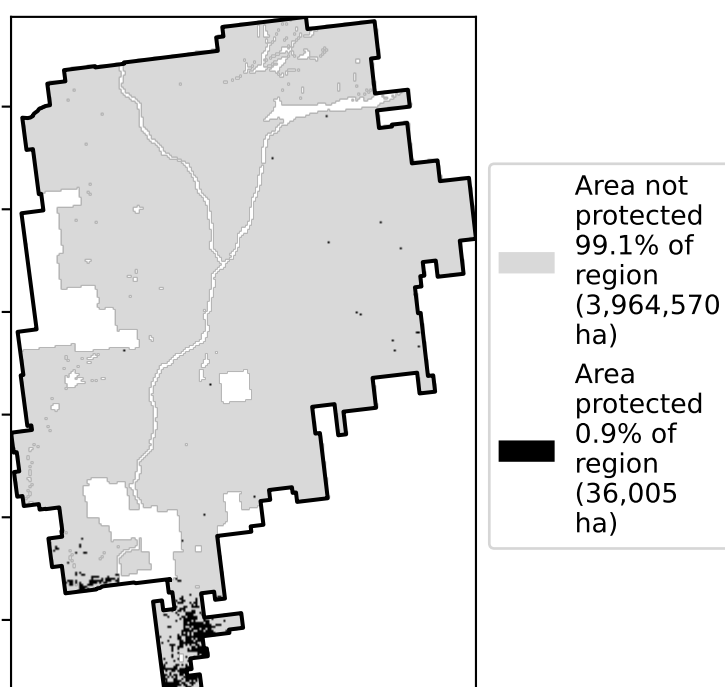 Area not
protected
99.1% of
region
(3,964,570
ha)
Area
protected
0.9% of
region
(36,005
ha)